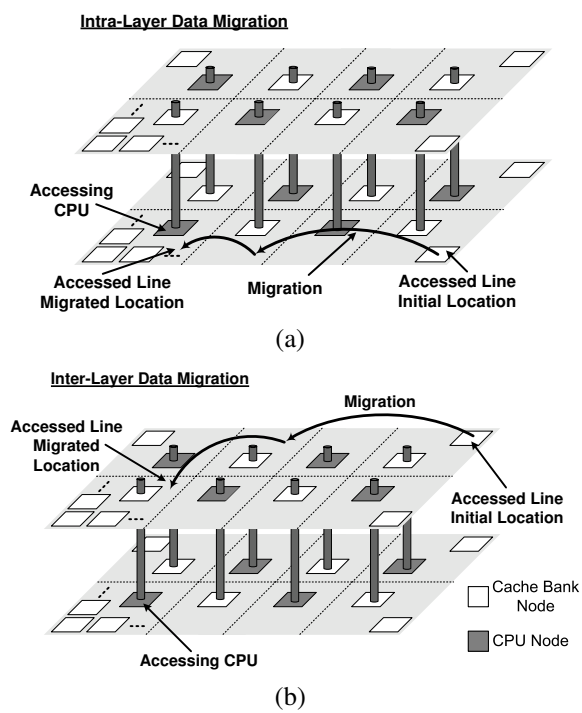 Intra-Layer Data Migration
Accessing
CPU
Accessed Line
Migrated Location
Migration
Accessed Line
Initial Location
(a)
Inter-Layer Data Migration
Migration
Accessed Line
Migrated
Location
Accessed Line
Initial Location
Cache Bank
Node
CPU Node
Accessing CPU
(b)